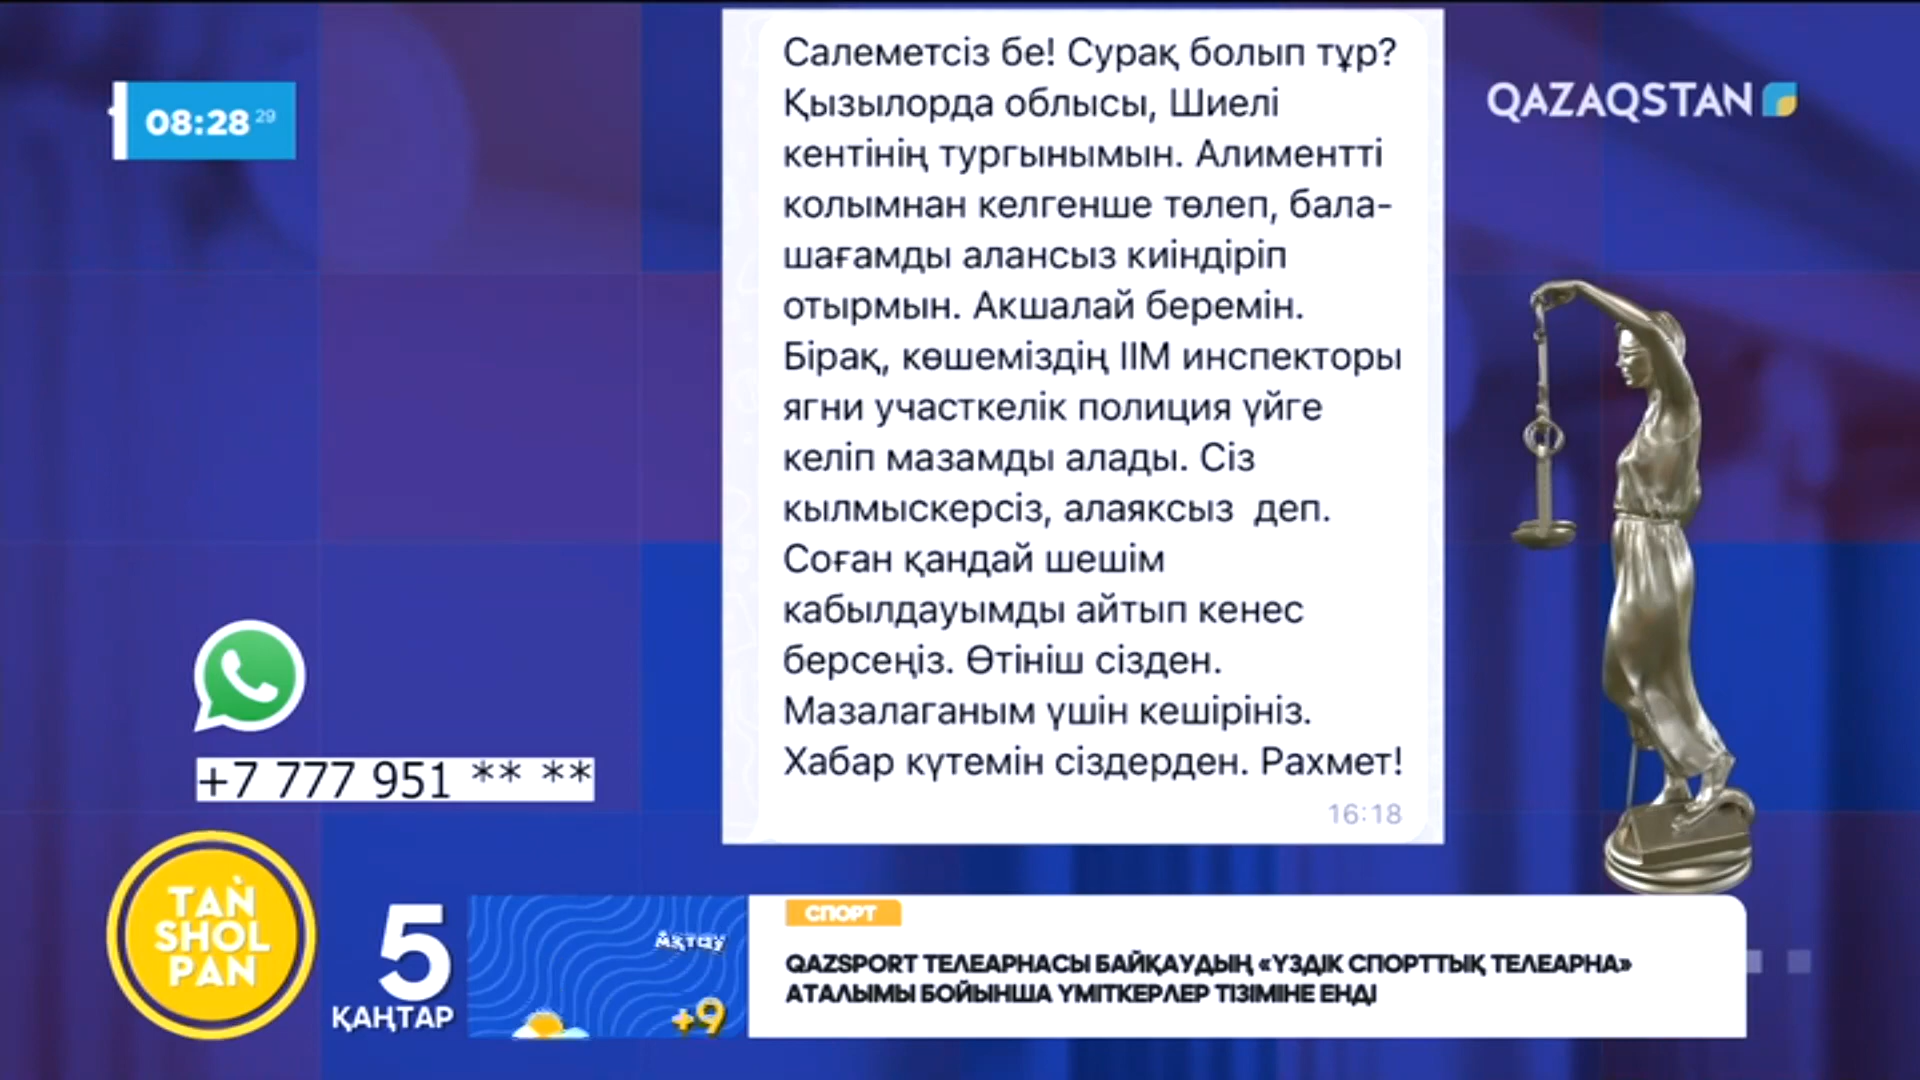 08:28 29
QAZAQSTAN
Салеметсіз бе! Сурақ болып тұр?
Қызылорда облысы, Шиелі
кентінің тургынымын. Алиментті
колымнан келгенше төлеп, бала-
шағамды алансыз киіндіріп
отырмын. Акшалай беремін.
Бірақ, көшеміздің ІІМ инспекторы
ягни участкелік полиция үйге
келіп мазамды алады. Сіз
кылмыскерсіз, алаяксыз деп.
Соған қандай шешім
кабылдауымды айтып кенес
берсеңіз. Өтініш сізден.
Мазалаганым үшін кешірініз.
Хабар күтемін сіздерден. Рахмет!
16:18
+7 777 951 ** **
TAŃ
SHOL
PAN
5
ҚАҢТАР
Ақтау
+9
СПОРТ
QAZSPORT ТЕЛЕАРНАСЫ БАЙҚАУДЫҢ «ҮЗДІК СПОРТТЫҚ ТЕЛЕАРНА»
АТАЛЫМЫ БОЙЫНША ҮМІТКЕРЛЕР ТІЗІМІНЕ ЕНДІ